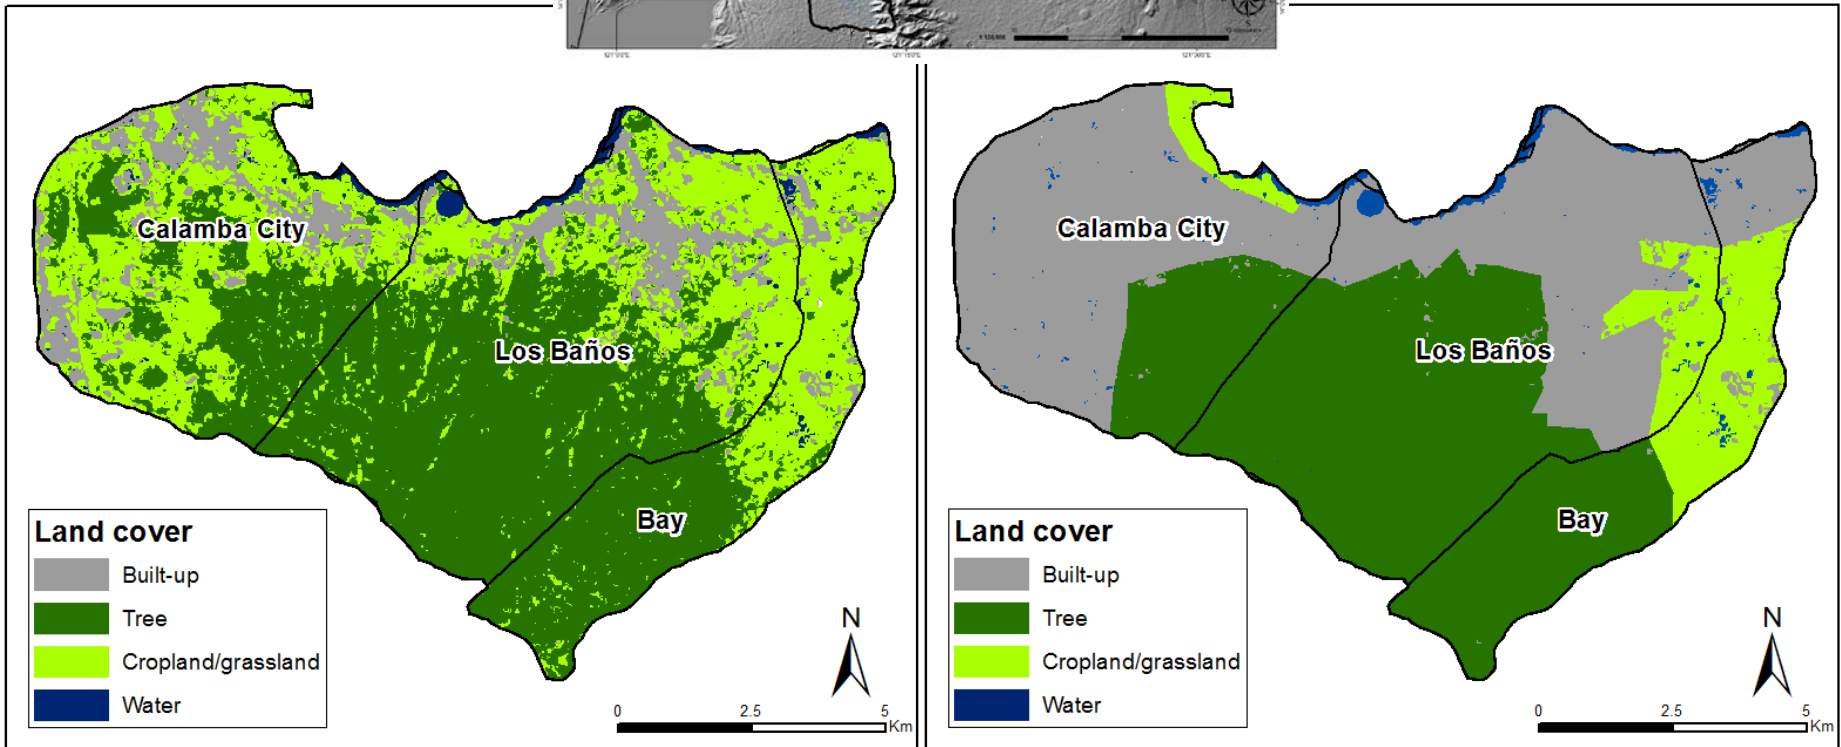 Calamba City
Los Baños
Bay
Land cover
Built-up
Tree
Cropland/grassland
Water
N
0 2.5 5
Km
Calamba City
Los Baños
Bay
Land cover
Built-up
Tree
Cropland/grassland
Water
N
0 2.5 5
Km